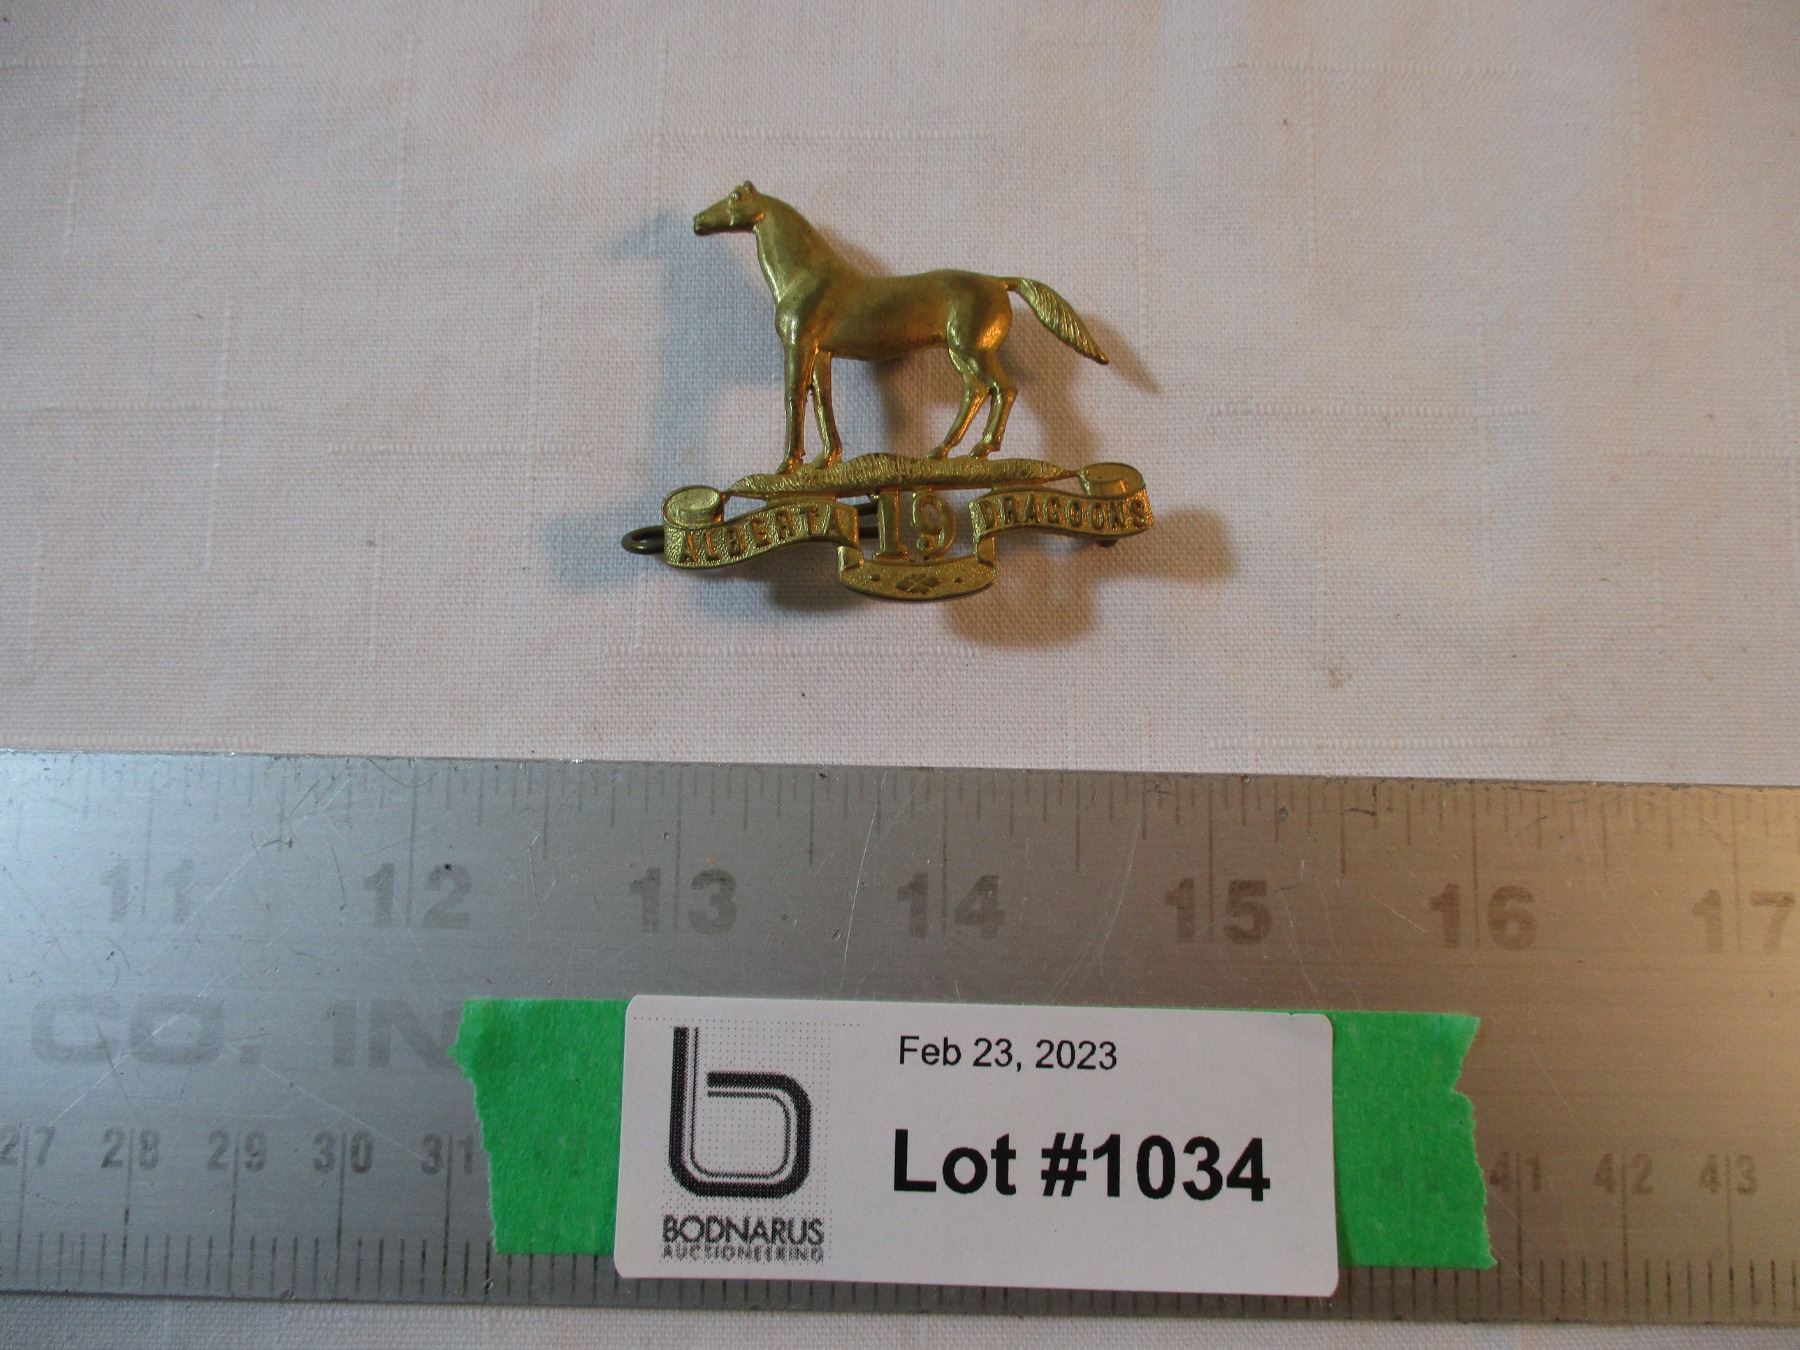 ALBERTA 19 DRAGOONS
11 12 13 14 15 16 17
CO. IN
Feb 23, 2023
Lot #1034
BODNARUS
AUCTIONEERING
27 28 29 30 31 41 42 43